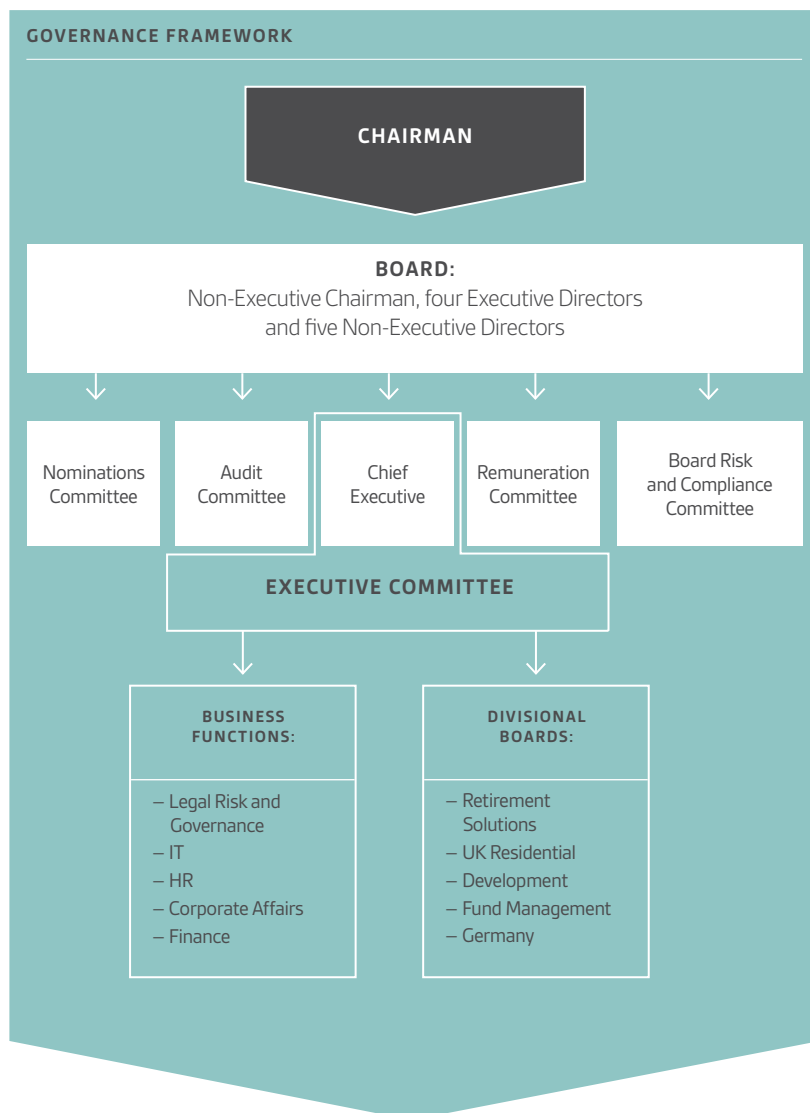 GOVERNANCE FRAMEWORK
CHAIRMAN
BOARD:
Non-Executive Chairman, four Executive Directors
and five Non-Executive Directors
Nominations
Committee
Audit
Committee
Chief
Executive
Remuneration
Committee
Board Risk
and Compliance
Committee
EXECUTIVE COMMITTEE
BUSINESS
FUNCTIONS:
– Legal Risk and
Governance
– IT
– HR
– Corporate Affairs
– Finance
DIVISIONAL
BOARDS:
– Retirement
Solutions
– UK Residential
– Development
– Fund Management
– Germany